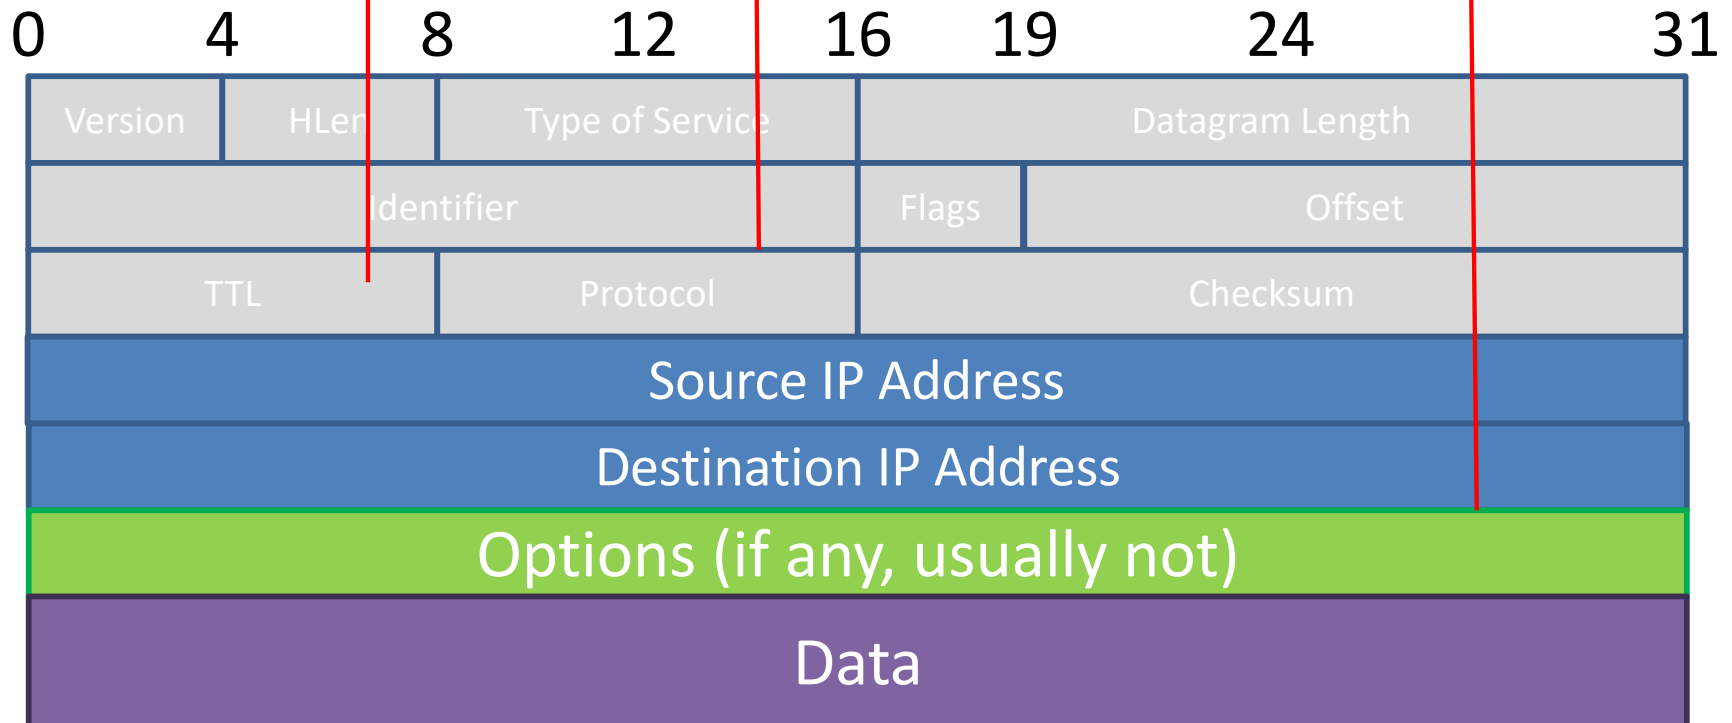 0 4 8 12 16 19 24 31
Version HLen Type of Service Datagram Length
Identifier Flags Offset
TTL Protocol Checksum
Source IP Address
Destination IP Address
Options (if any, usually not)
Data